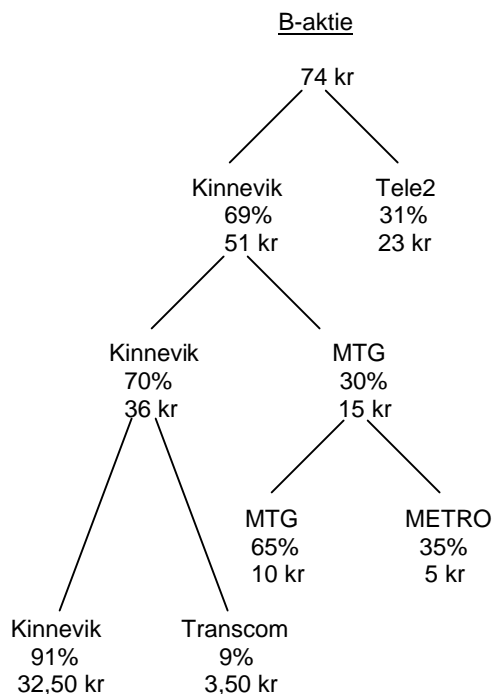 B-aktie
74 kr
Kinnevik
69%
51 kr
Tele2
31%
23 kr
Kinnevik
70%
36 kr
MTG
30%
15 kr
MTG
65%
10 kr
METRO
35%
5 kr
Kinnevik
91%
32,50 kr
Transcom
9%
3,50 kr